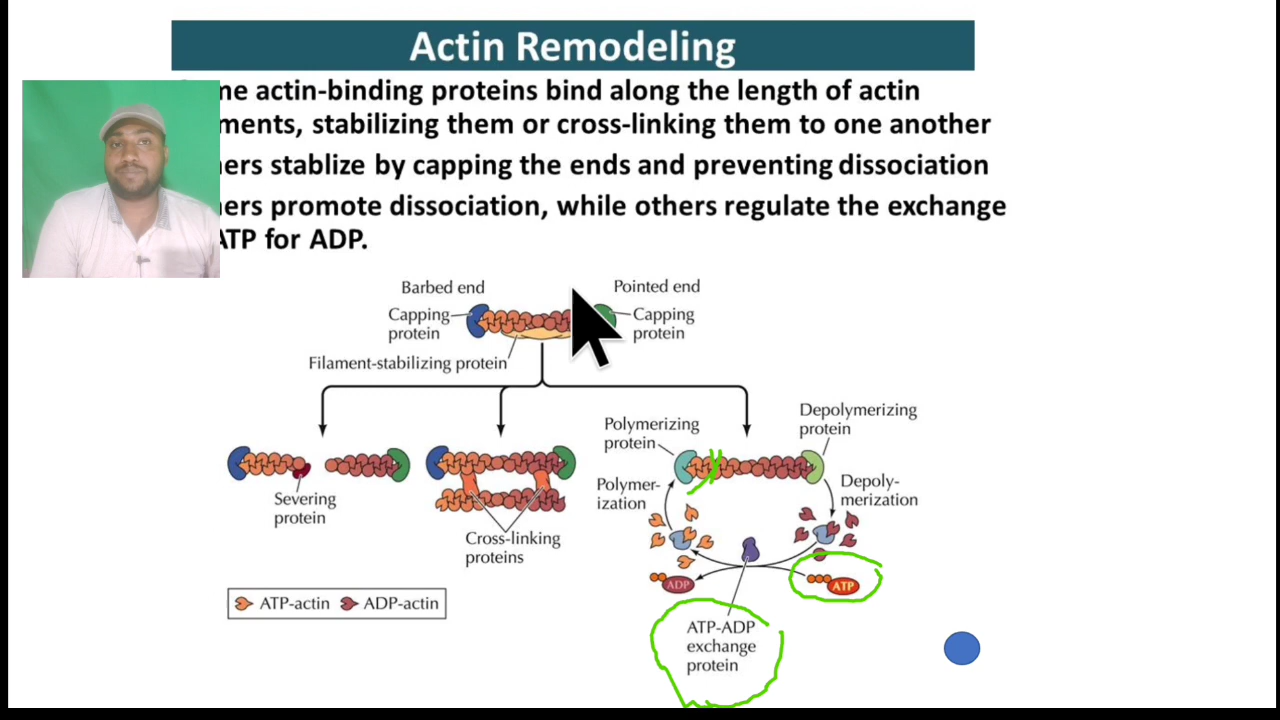 Actin Remodeling
me actin-binding proteins bind along the length of actin
ments, stabilizing them or cross-linking them to one another
hers stablize by capping the ends and preventing dissociation
hers promote dissociation, while others regulate the exchange
ATP for ADP.
Barbed end
Pointed end
Capping
protein
Capping
protein
Filament-stabilizing protein
Severing
protein
Cross-linking
proteins
Polymerizing
protein
Depolymerizing
protein
Polymer-
ization
Depoly-
merization
ADP
ATP
ATP-ADP
exchange
protein
ATP-actin
ADP-actin